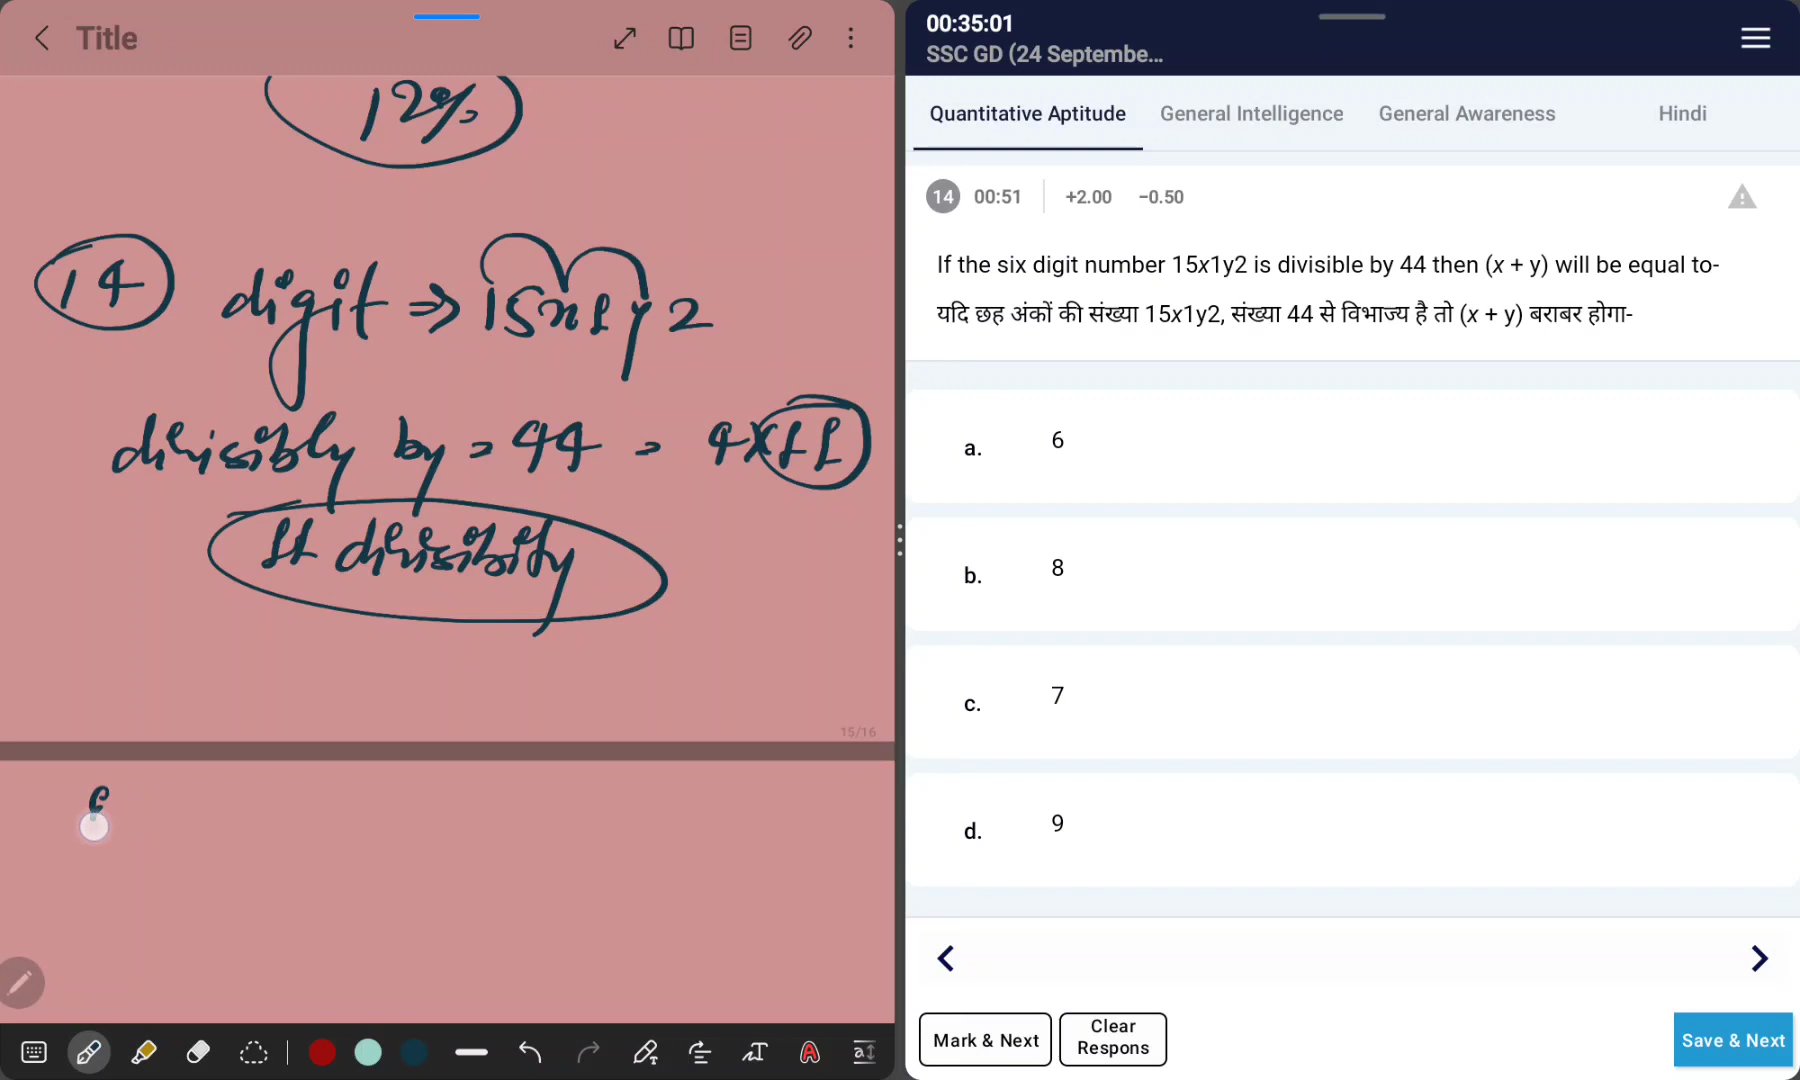 Title
12%
14 digit ⇒ 15x1y2
divisibly by = 44 = 4×11
11 divisibity
15/16
00:35:01
SSC GD (24 Septembe...
Quantitative Aptitude General Intelligence General Awareness Hindi
14 00:51 +2.00 −0.50
If the six digit number 15x1y2 is divisible by 44 then (x + y) will be equal to-
यदि छह अंकों की संख्या 15x1y2, संख्या 44 से विभाज्य है तो (x + y) बराबर होगा-
a. 6
b. 8
c. 7
d. 9
Mark & Next
Clear
Respons
Save & Next